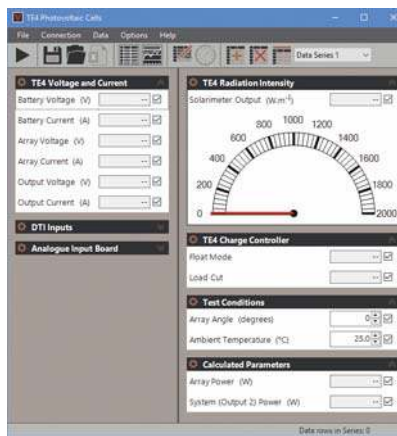 TE4 Photovoltaic Cells
File Connection Data Options Help
Data Series 1
TE4 Voltage and Current
Battery Voltage (V) --
Battery Current (A) --
Array Voltage (V) --
Array Current (A) --
Output Voltage (V) --
Output Current (A) --
DTI Inputs
Analogue Input Board
TE4 Radiation Intensity
Solarimeter Output (W.m⁻²) --
0 200 400 600 800 1000 1200 1400 1600 1800 2000
TE4 Charge Controller
Float Mode --
Load Cut --
Test Conditions
Array Angle (degrees) 0
Ambient Temperature (°C) 25.0
Calculated Parameters
Array Power (W) --
System (Output 2) Power (W) --
Data rows in Series: 0